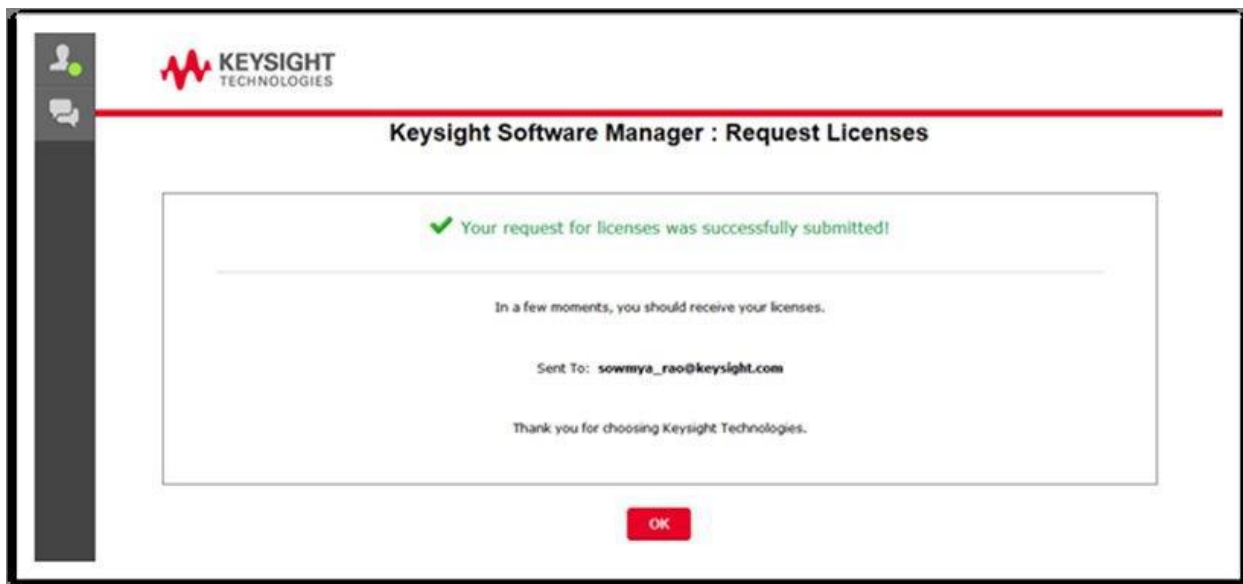 KEYSIGHT
TECHNOLOGIES
Keysight Software Manager : Request Licenses
Your request for licenses was successfully submitted!
In a few moments, you should receive your licenses.
Sent To: sowmya_rao@keysight.com
Thank you for choosing Keysight Technologies.
OK